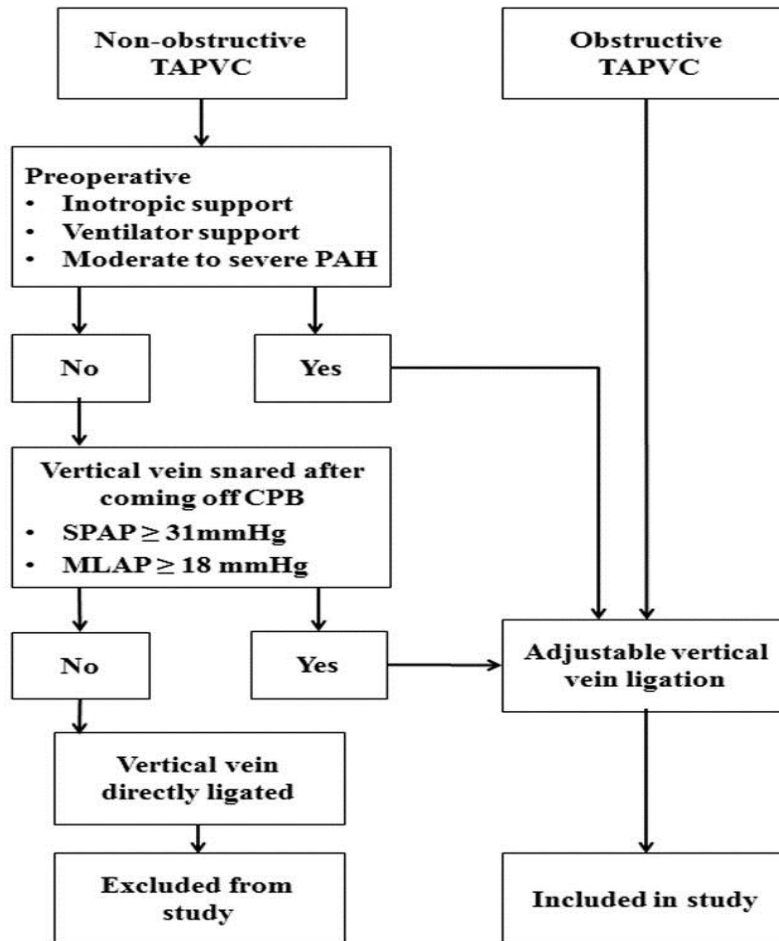 Non-obstructive
TAPVC
Obstructive
TAPVC
Preoperative
• Inotropic support
• Ventilator support
• Moderate to severe PAH
No
Yes
Vertical vein snared after
coming off CPB
• SPAP ≥ 31mmHg
• MLAP ≥ 18 mmHg
No
Yes
Adjustable vertical
vein ligation
Vertical vein
directly ligated
Excluded from
study
Included in study